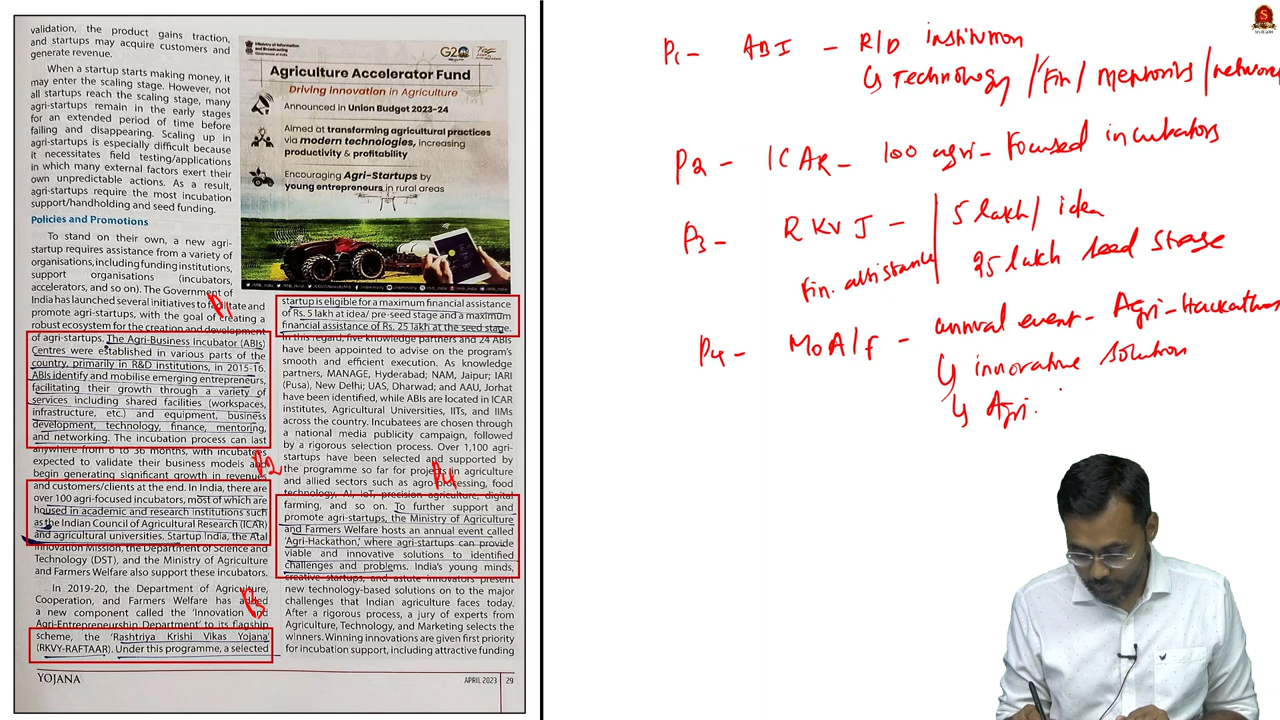 validation, the product gains traction,
and startups may acquire customers and
generate revenue.
When a startup starts making money, it
may enter the scaling stage. However, not
all startups reach the scaling stage, many
agri-startups remain in the early stages
for an extended period of time before
failing and disappearing. Scaling up in
agri-startups is especially difficult because
it necessitates field testing/applications
in which many external factors exert their
own unpredictable actions. As a result,
agri-startups require the most incubation
support/handholding and seed funding.
Policies and Promotions
To stand on their own, a new agri-
startup requires assistance from a variety of
organisations, including funding institutions,
support organisations (incubators,
accelerators, and so on). The Government of
India has launched several initiatives to facilitate and
promote agri-startups, with the goal of creating a
robust ecosystem for the creation and development
of agri-startups. The Agri-Business Incubator (ABIs)
Centres were established in various parts of the
country, primarily in R&D institutions, in 2015-16.
ABIs identify and mobilise emerging entrepreneurs,
facilitating their growth through a variety of
services including shared facilities (workspaces,
infrastructure, etc.) and equipment, business
development, technology, finance, mentoring,
and networking. The incubation process can last
anywhere from 6 to 36 months, with incubatees
expected to validate their business models and
begin generating significant growth in revenues
and customers/clients at the end. In India, there are
over 100 agri-focused incubators, most of which are
housed in academic and research institutions such
as the Indian Council of Agricultural Research (ICAR)
and agricultural universities. Startup India, the Atal
Innovation Mission, the Department of Science and
Technology (DST), and the Ministry of Agriculture
and Farmers Welfare also support these incubators.
In 2019-20, the Department of Agriculture,
Cooperation, and Farmers Welfare has added
a new component called the 'Innovation and
Agri-Entrepreneurship Department' to its flagship
scheme, the 'Rashtriya Krishi Vikas Yojana'
(RKVY-RAFTAAR). Under this programme, a selected
P1
P2
P3
Ministry of Information
and Broadcasting
Government of India
G20
Agriculture Accelerator Fund
Driving innovation in Agriculture
Announced in Union Budget 2023-24
Aimed at transforming agricultural practices
via modern technologies, increasing
productivity & profitability
Encouraging Agri-Startups by
young entrepreneurs in rural areas
startup is eligible for a maximum financial assistance
of Rs. 5 lakh at idea/ pre-seed stage and a maximum
financial assistance of Rs. 25 lakh at the seed stage.
In this regard, five knowledge partners and 24 ABIs
have been appointed to advise on the program's
smooth and efficient execution. As knowledge
partners, MANAGE, Hyderabad; NAM, Jaipur; IARI
(Pusa), New Delhi; UAS, Dharwad; and AAU, Jorhat
have been identified, while ABIs are located in ICAR
institutes, Agricultural Universities, IITs, and IIMs
across the country. Incubatees are chosen through
a national media publicity campaign, followed
by a rigorous selection process. Over 1,100 agri-
startups have been selected and supported by
the programme so far for projects in agriculture
and allied sectors such as agro-processing, food
technology, AI, IoT, precision agriculture, digital
farming, and so on. To further support and
promote agri-startups, the Ministry of Agriculture
and Farmers Welfare hosts an annual event called
'Agri-Hackathon', where agri-startups can provide
viable and innovative solutions to identified
challenges and problems. India's young minds,
creative startups, and astute innovators present
new technology-based solutions on to the major
challenges that Indian agriculture faces today.
After a rigorous process, a jury of experts from
Agriculture, Technology, and Marketing selects the
winners. Winning innovations are given first priority
for incubation support, including attractive funding
P4
YOJANA
APRIL 2023 29
P1- ABI - R/D institution
↳ Technology / Fin / Mentoring / network
P2 - ICAR - 100 agri-Focused incubators
P3 - RKVJ - 5 lakh/ idea
Fin. assistance 25 lakh seed stage
P4 - MoA/F - annual event - Agri-Hackathon
↳ innovative solution
↳ Agri.
S